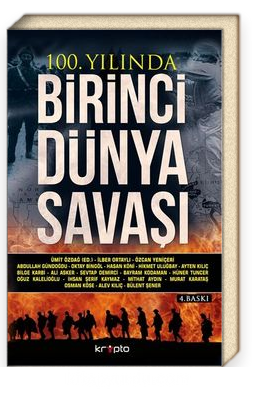 100. YILINDA
BİRİNCİ
DÜNYA
SAVAŞI
ÜMİT ÖZDAĞ (ED.) - İLBER ORTAYLI - ÖZCAN YENİÇERİ
ABDULLAH GÜNDOĞDU - OKTAY BİNGÖL - HASAN KÖNİ - HİKMET ULUĞBAY - AYTEN KILIÇ
BİLGE KARBİ - ALİ ASKER - SEVTAP DEMİRCİ - BAYRAM KODAMAN - HÜNER TUNCER
OĞUZ KALELİOĞLU - İHSAN ŞERİF KAYMAZ - MİTHAT AYDIN - MURAT KARATAŞ
OSMAN KÖSE - ALEV KILIÇ - BÜLENT ŞENER
4. BASKI
kripto